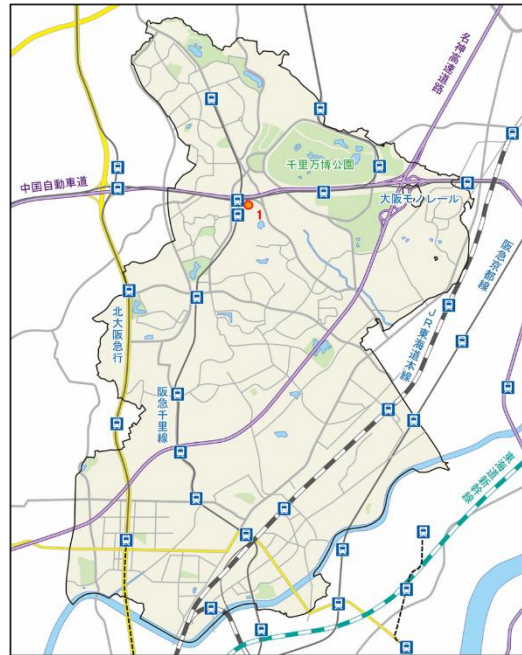 名神高速道路
千里万博公園
中国自動車道
大阪モノレール
1
阪急京都線
JR東海道本線
北大阪急行
阪急千里線
東海道新幹線